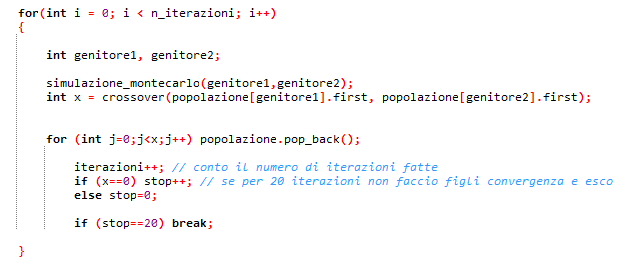 for(int i = 0; i < n_iterazioni; i++)
{
int genitore1, genitore2;
simulazione_montecarlo(genitore1,genitore2);
int x = crossover(popolazione[genitore1].first, popolazione[genitore2].first);
for (int j=0;j<x;j++) popolazione.pop_back();
iterazioni++; // conto il numero di iterazioni fatte
if (x==0) stop++; // se per 20 iterazioni non faccio figli convergenza e esco
else stop=0;
if (stop==20) break;
}